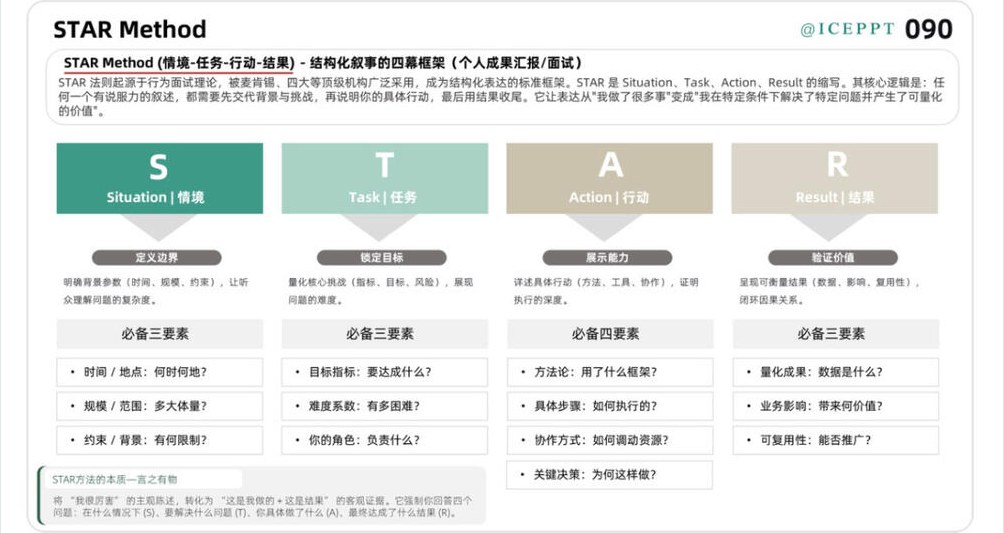 STAR Method
@ICEPPT 090
STAR Method (情境-任务-行动-结果) - 结构化叙事的四幕框架（个人成果汇报/面试）
STAR 法则起源于行为面试理论，被麦肯锡、四大等顶级机构广泛采用，成为结构化表达的标准框架。STAR 是 Situation、Task、Action、Result 的缩写。其核心逻辑是：任
何一个有说服力的叙述，都需要先交代背景与挑战，再说明你的具体行动，最后用结果收尾。它让表达从"我做了很多事"变成"我在特定条件下解决了特定问题并产生了可量化
的价值"。
S
Situation | 情境
定义边界
明确背景参数（时间、规模、约束），让听
众理解问题的复杂度。
必备三要素
• 时间 / 地点：何时何地？
• 规模 / 范围：多大体量？
• 约束 / 背景：有何限制？
T
Task | 任务
锁定目标
量化核心挑战（指标、目标、风险），展现
问题的难度。
必备三要素
• 目标指标：要达成什么？
• 难度系数：有多困难？
• 你的角色：负责什么？
A
Action | 行动
展示能力
详述具体行动（方法、工具、协作），证明
执行的深度。
必备四要素
• 方法论：用了什么框架？
• 具体步骤：如何执行的？
• 协作方式：如何调动资源？
• 关键决策：为何这样做？
R
Result | 结果
验证价值
呈现可衡量结果（数据、影响、复用性），
闭环因果关系。
必备三要素
• 量化成果：数据是什么？
• 业务影响：带来何价值？
• 可复用性：能否推广？
STAR方法的本质—言之有物
将 “我很厉害” 的主观陈述，转化为 “这是我做的 + 这是结果” 的客观证据。它强制你回答四个
问题：在什么情况下 (S)、要解决什么问题 (T)、你具体做了什么 (A)、最终达成了什么结果 (R)。